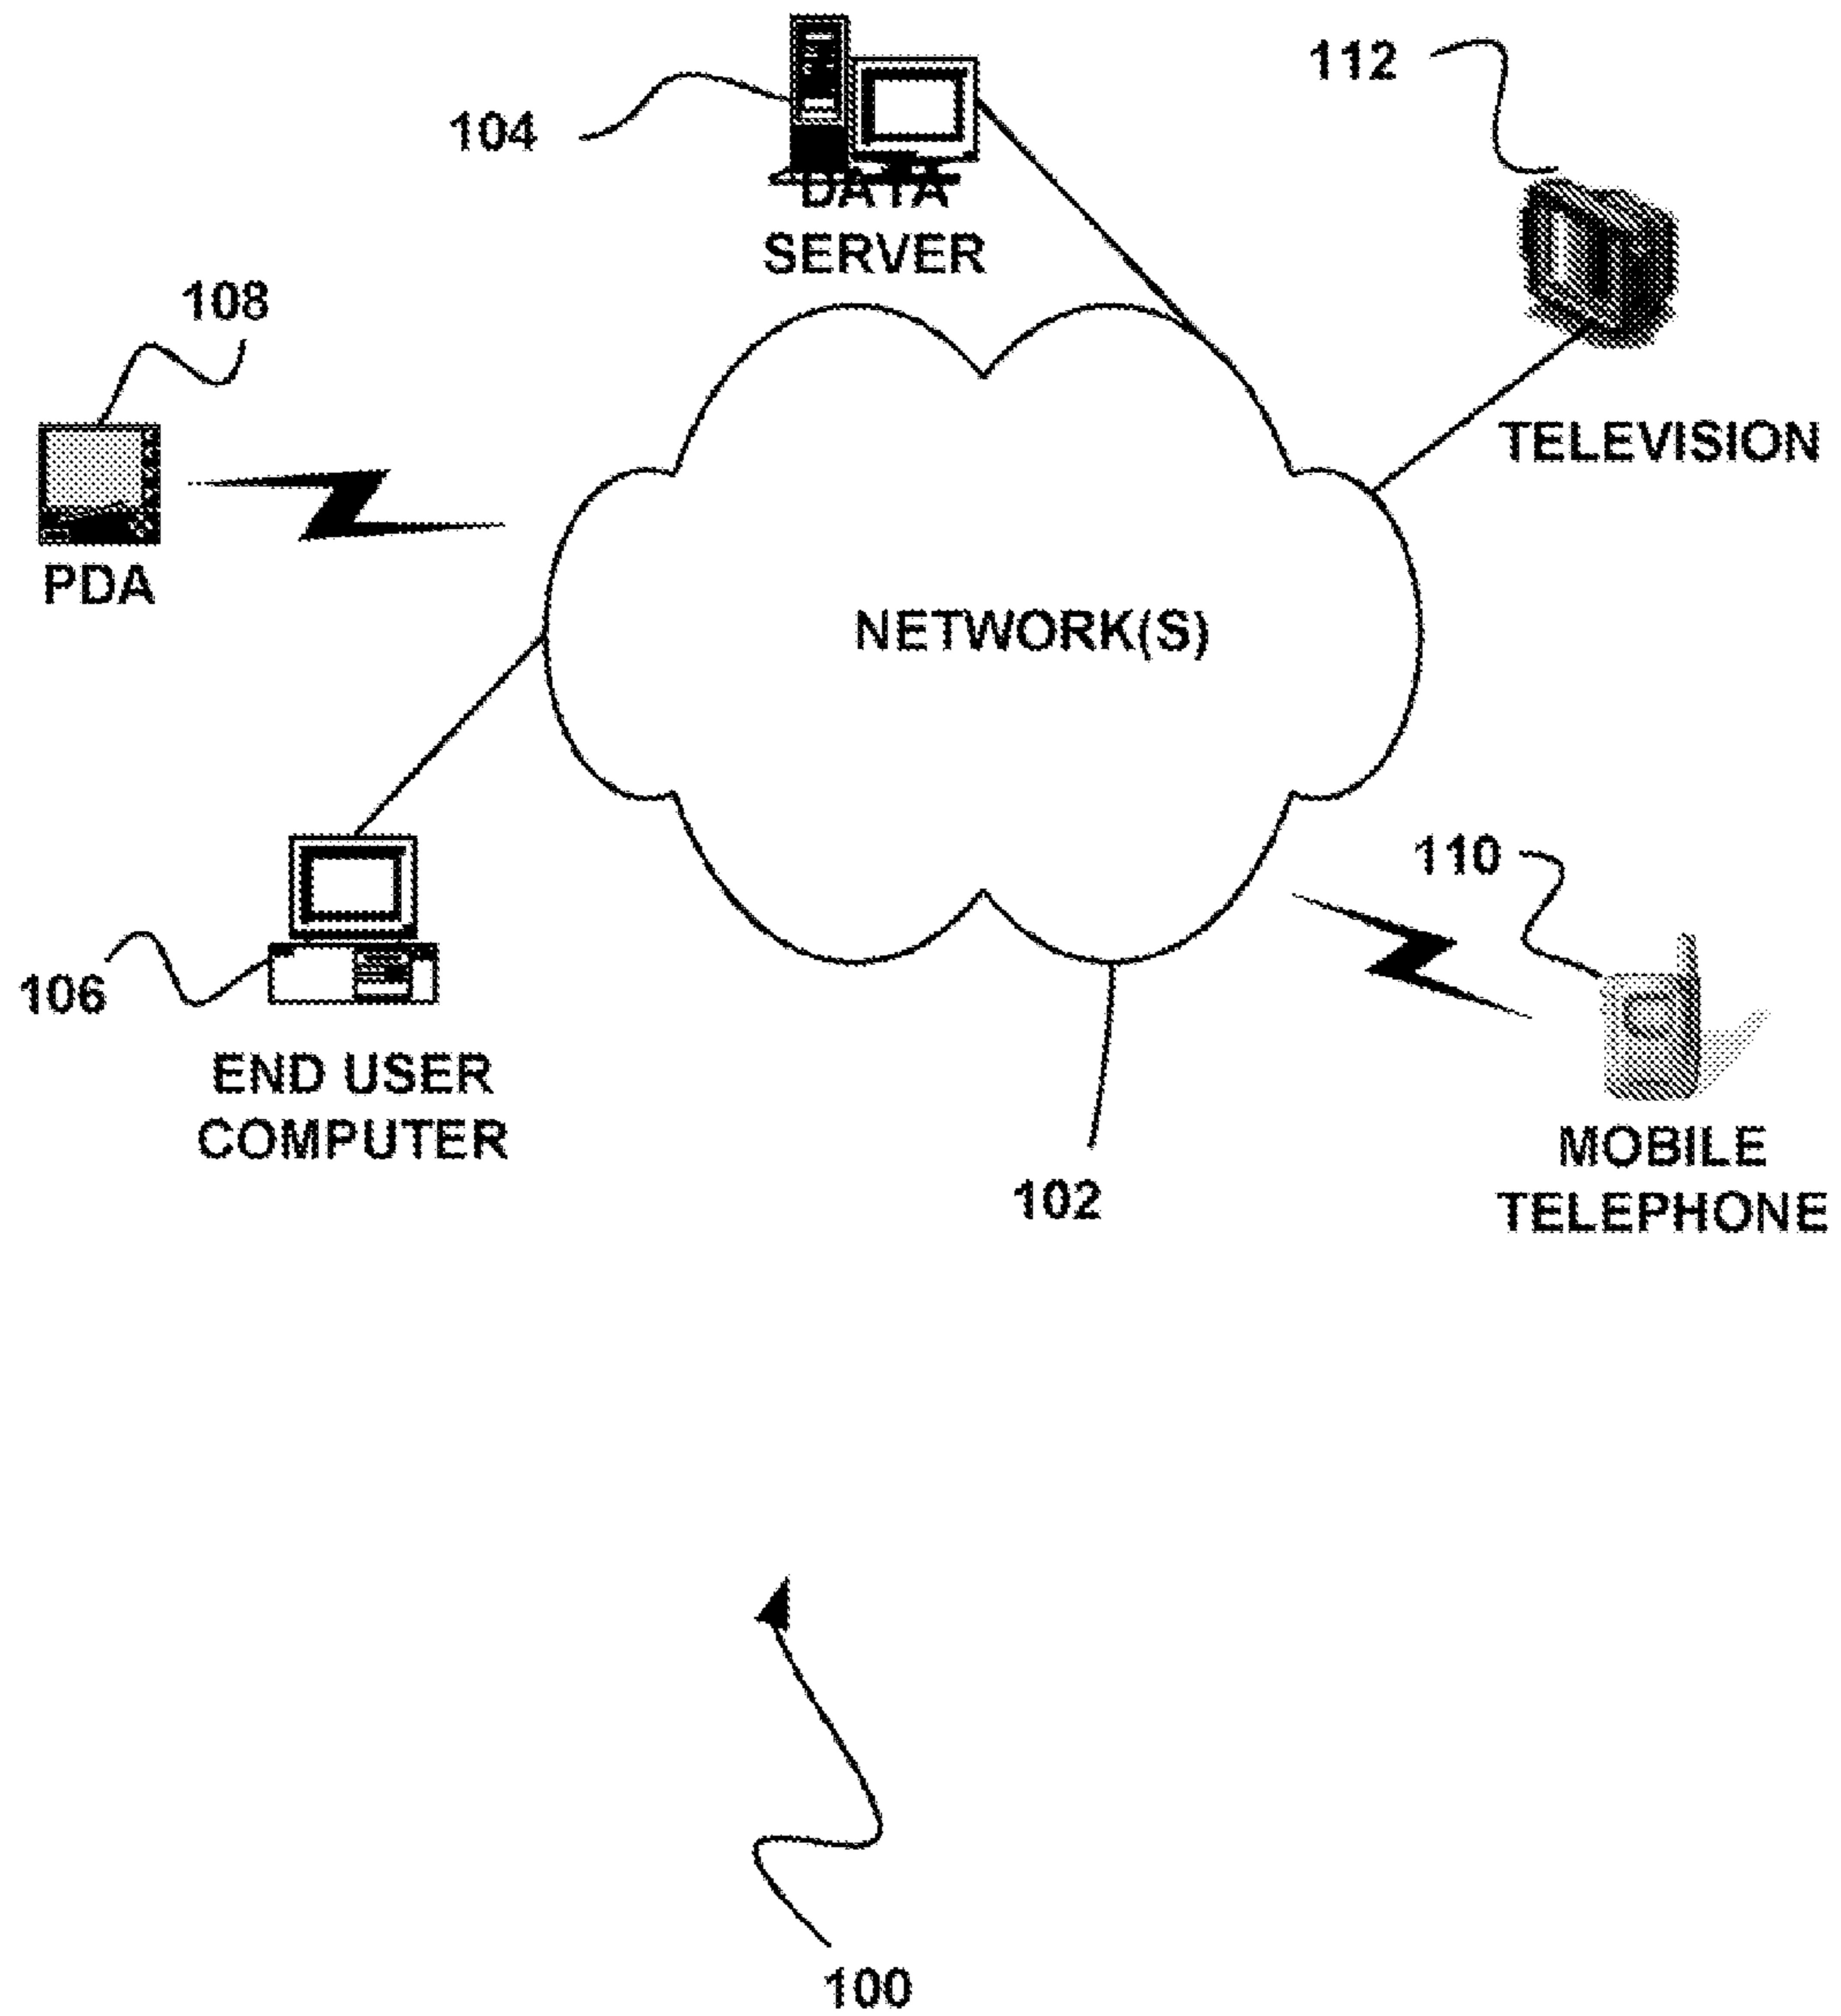 104
DATA
SERVER
112
TELEVISION
108
PDA
NETWORK(S)
106
END USER
COMPUTER
102
110
MOBILE
TELEPHONE
100